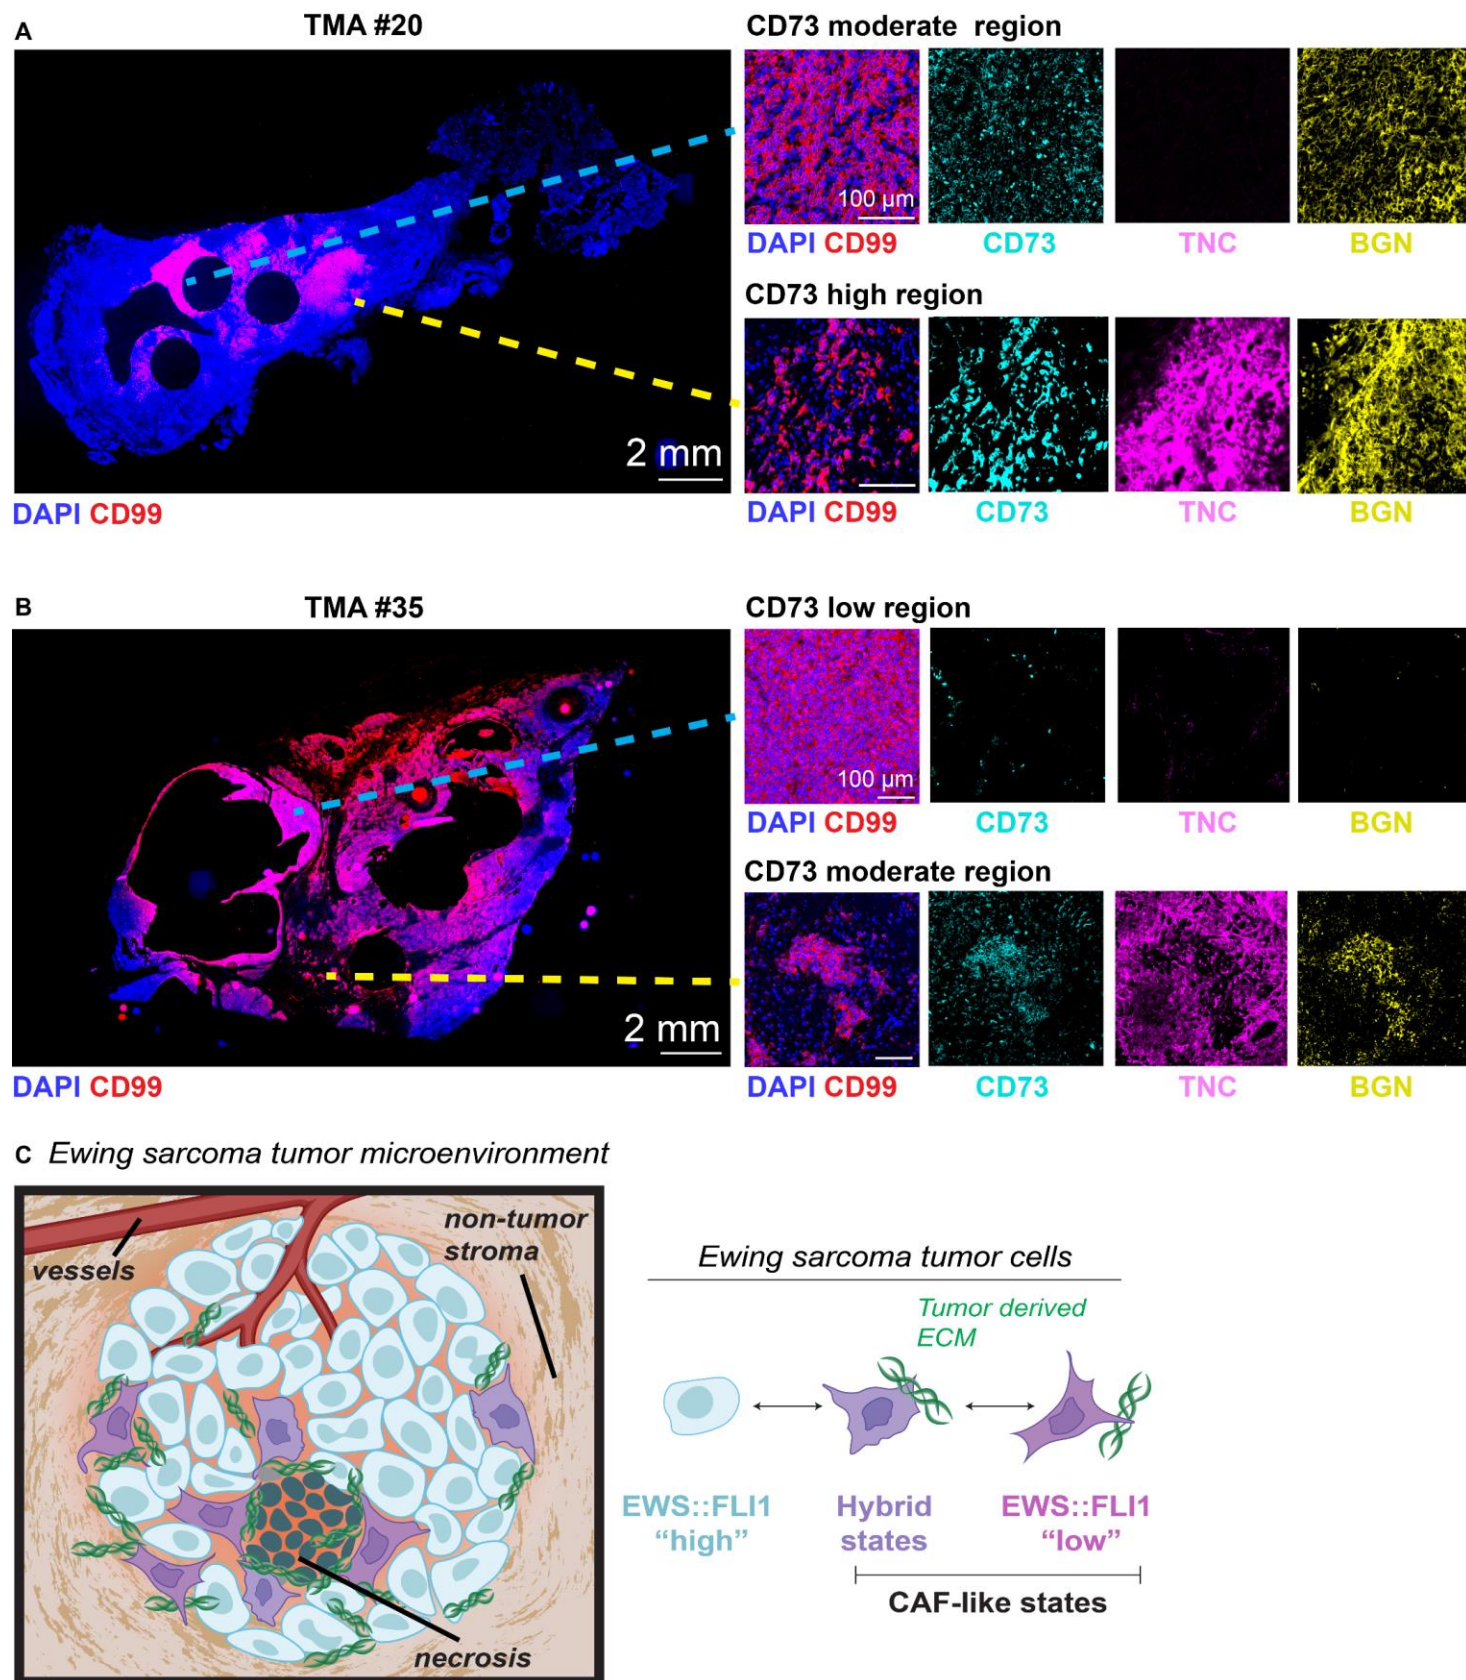 A
TMA #20
2 mm
DAPI CD99
CD73 moderate  region
100 µm
DAPI CD99
CD73
TNC
BGN
CD73 high region
DAPI CD99
CD73
TNC
BGN
B
TMA #35
2 mm
DAPI CD99
CD73 low region
100 µm
DAPI CD99
CD73
TNC
BGN
CD73 moderate region
DAPI CD99
CD73
TNC
BGN
C Ewing sarcoma tumor microenvironment
vessels
non-tumor
stroma
necrosis
Ewing sarcoma tumor cells
Tumor derived
ECM
EWS::FLI1
“high”
Hybrid
states
EWS::FLI1
“low”
CAF-like states